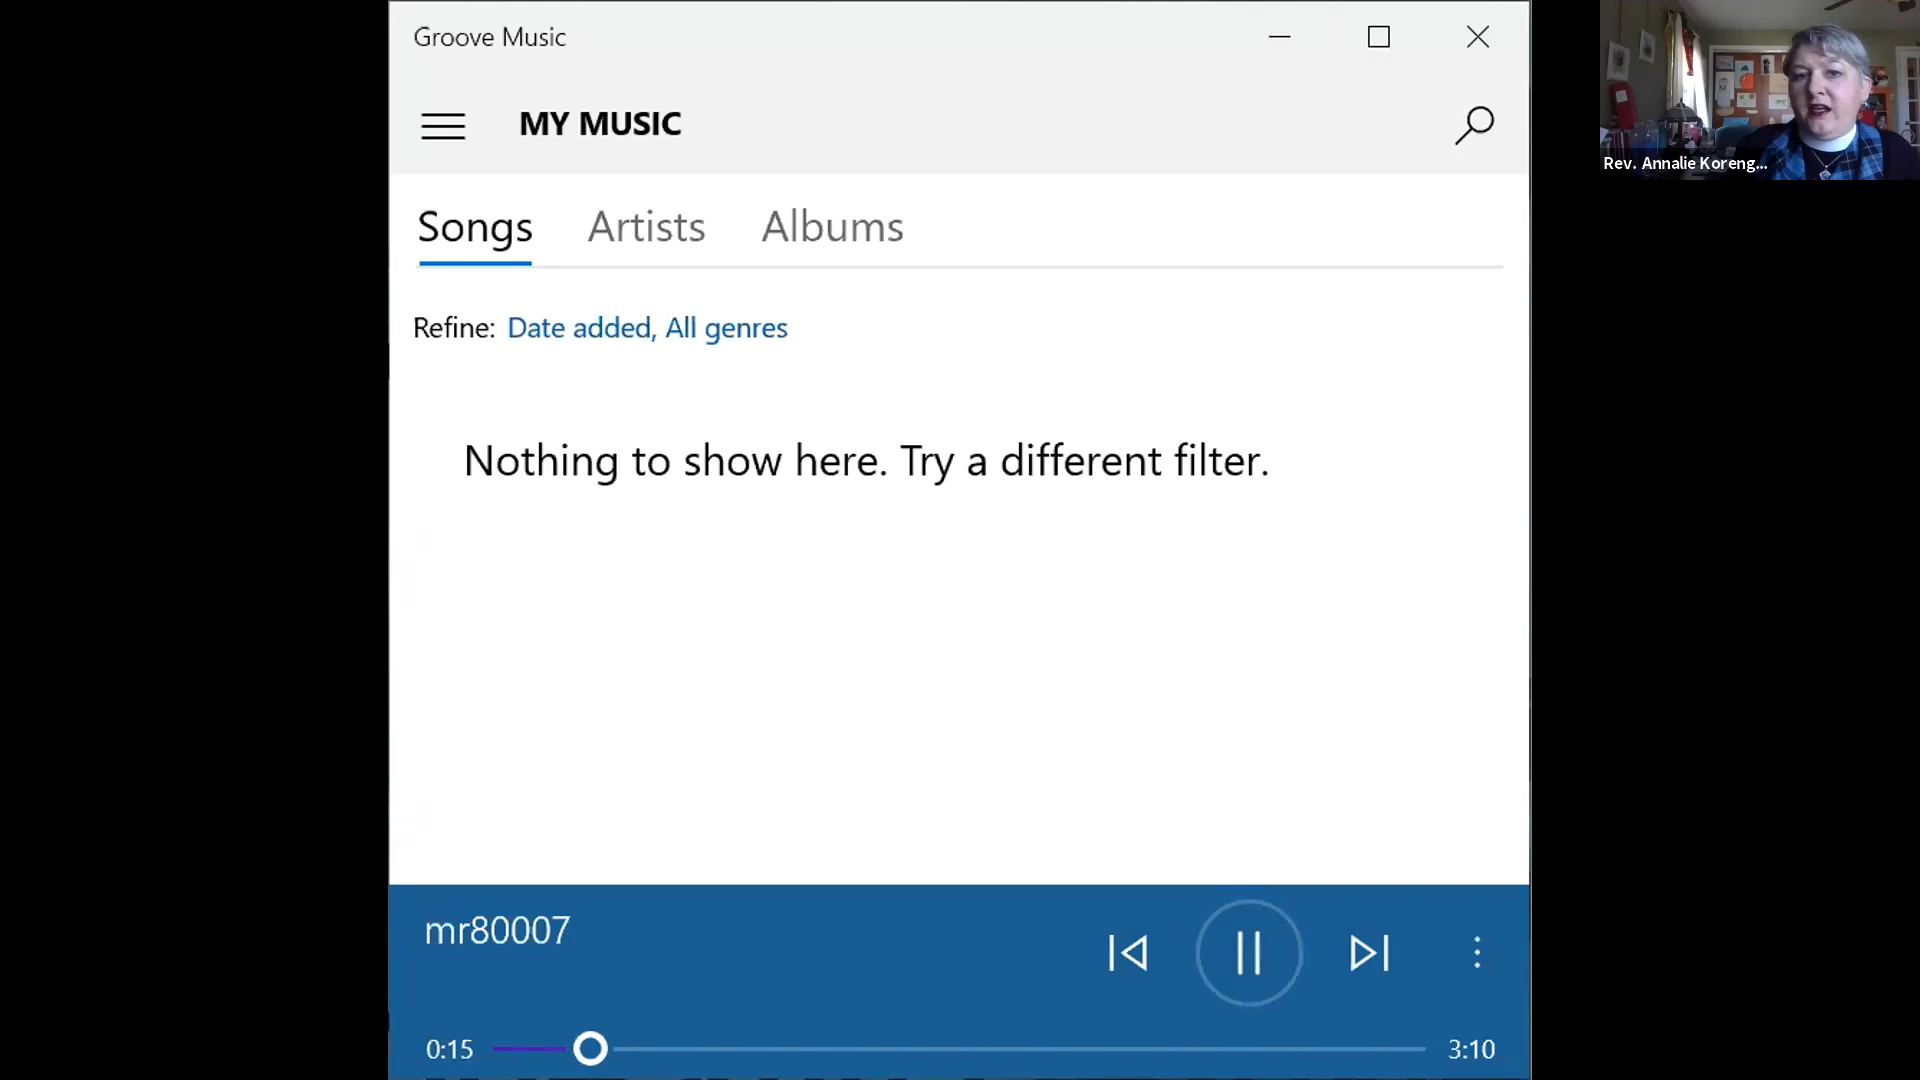 Groove Music
MY MUSIC
Songs Artists Albums
Refine: Date added, All genres
Nothing to show here. Try a different filter.
mr80007
0:15 3:10
Rev. Annalie Koreng...